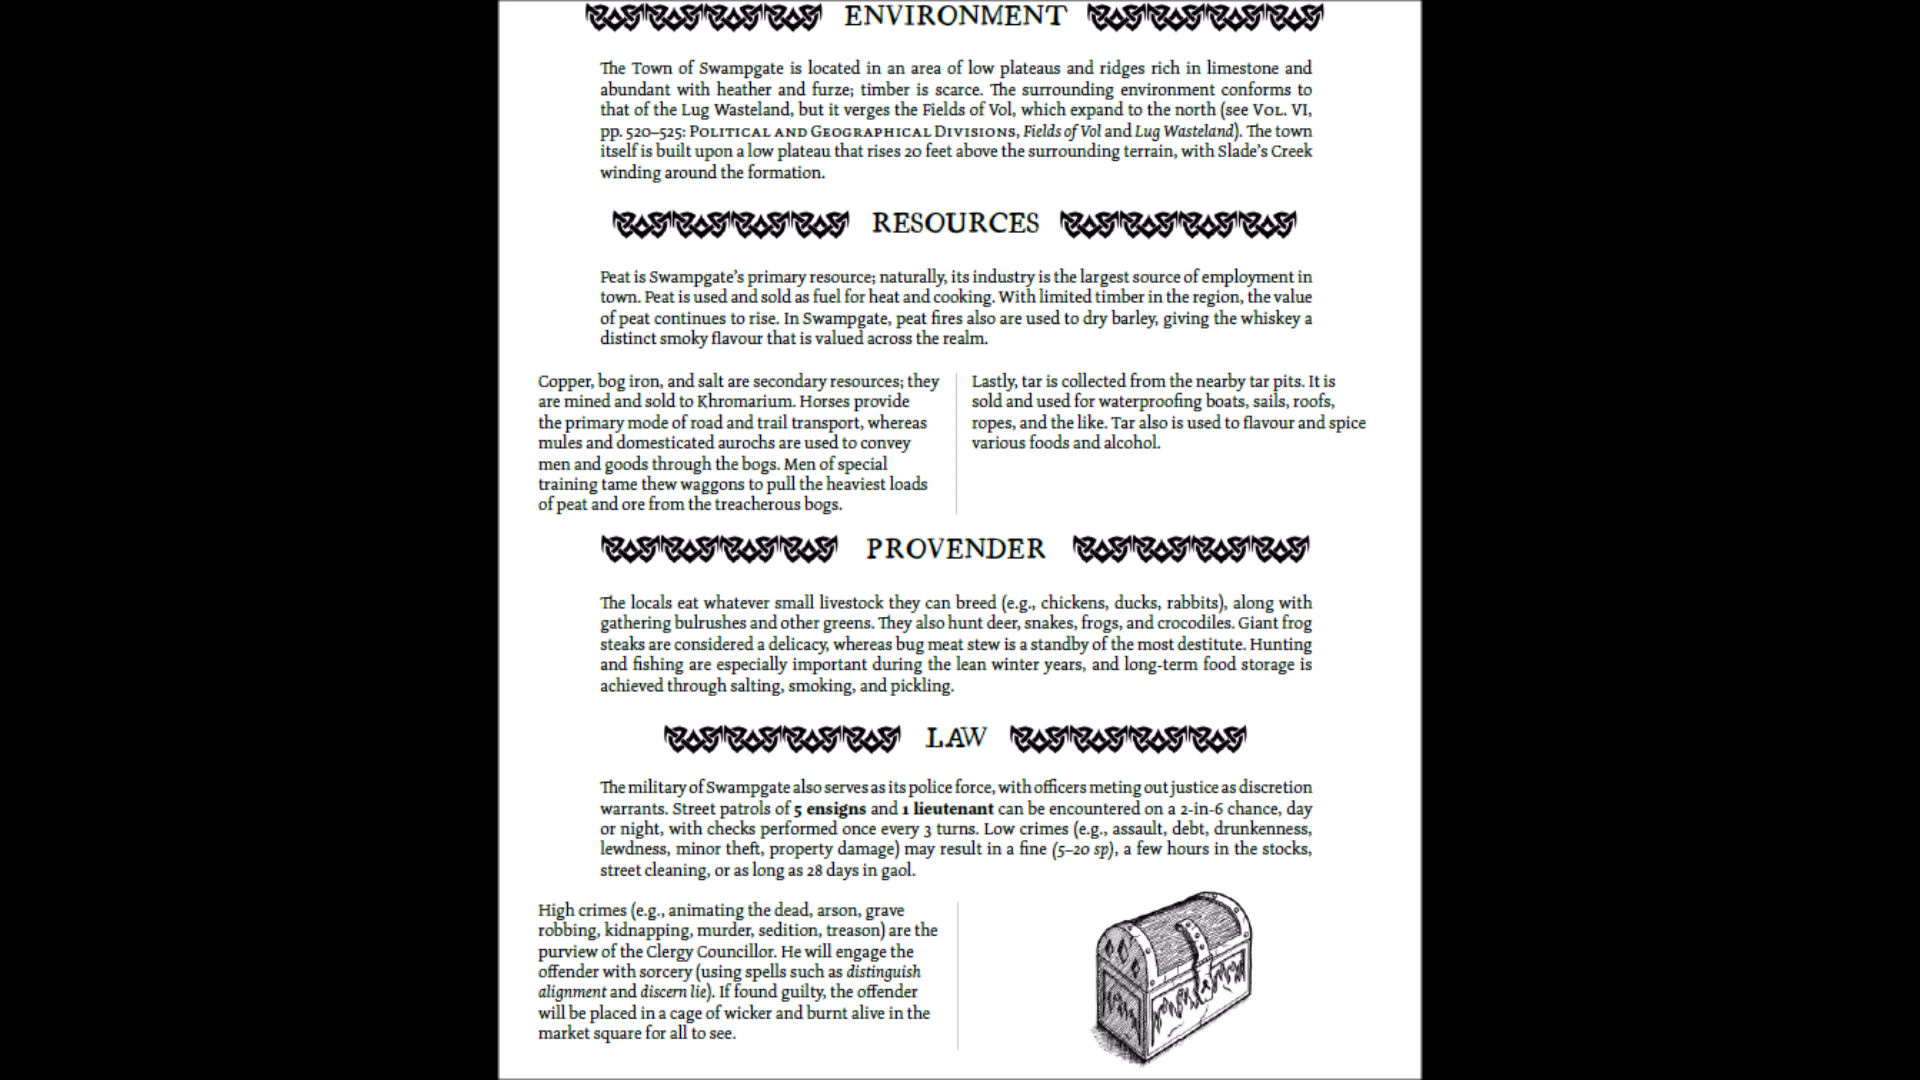 ENVIRONMENT
The Town of Swampgate is located in an area of low plateaus and ridges rich in limestone and
abundant with heather and furze; timber is scarce. The surrounding environment conforms to
that of the Lug Wasteland, but it verges the Fields of Vol, which expand to the north (see VOL. VI,
pp. 520–525: POLITICAL AND GEOGRAPHICAL DIVISIONS, Fields of Vol and Lug Wasteland). The town
itself is built upon a low plateau that rises 20 feet above the surrounding terrain, with Slade’s Creek
winding around the formation.
RESOURCES
Peat is Swampgate’s primary resource; naturally, its industry is the largest source of employment in
town. Peat is used and sold as fuel for heat and cooking. With limited timber in the region, the value
of peat continues to rise. In Swampgate, peat fires also are used to dry barley, giving the whiskey a
distinct smoky flavour that is valued across the realm.
Copper, bog iron, and salt are secondary resources; they
are mined and sold to Khromarium. Horses provide
the primary mode of road and trail transport, whereas
mules and domesticated aurochs are used to convey
men and goods through the bogs. Men of special
training tame thew waggons to pull the heaviest loads
of peat and ore from the treacherous bogs.
Lastly, tar is collected from the nearby tar pits. It is
sold and used for waterproofing boats, sails, roofs,
ropes, and the like. Tar also is used to flavour and spice
various foods and alcohol.
PROVENDER
The locals eat whatever small livestock they can breed (e.g., chickens, ducks, rabbits), along with
gathering bulrushes and other greens. They also hunt deer, snakes, frogs, and crocodiles. Giant frog
steaks are considered a delicacy, whereas bug meat stew is a standby of the most destitute. Hunting
and fishing are especially important during the lean winter years, and long-term food storage is
achieved through salting, smoking, and pickling.
LAW
The military of Swampgate also serves as its police force, with officers meting out justice as discretion
warrants. Street patrols of 5 ensigns and 1 lieutenant can be encountered on a 2-in-6 chance, day
or night, with checks performed once every 3 turns. Low crimes (e.g., assault, debt, drunkenness,
lewdness, minor theft, property damage) may result in a fine (5–20 sp), a few hours in the stocks,
street cleaning, or as long as 28 days in gaol.
High crimes (e.g., animating the dead, arson, grave
robbing, kidnapping, murder, sedition, treason) are the
purview of the Clergy Councillor. He will engage the
offender with sorcery (using spells such as distinguish
alignment and discern lie). If found guilty, the offender
will be placed in a cage of wicker and burnt alive in the
market square for all to see.